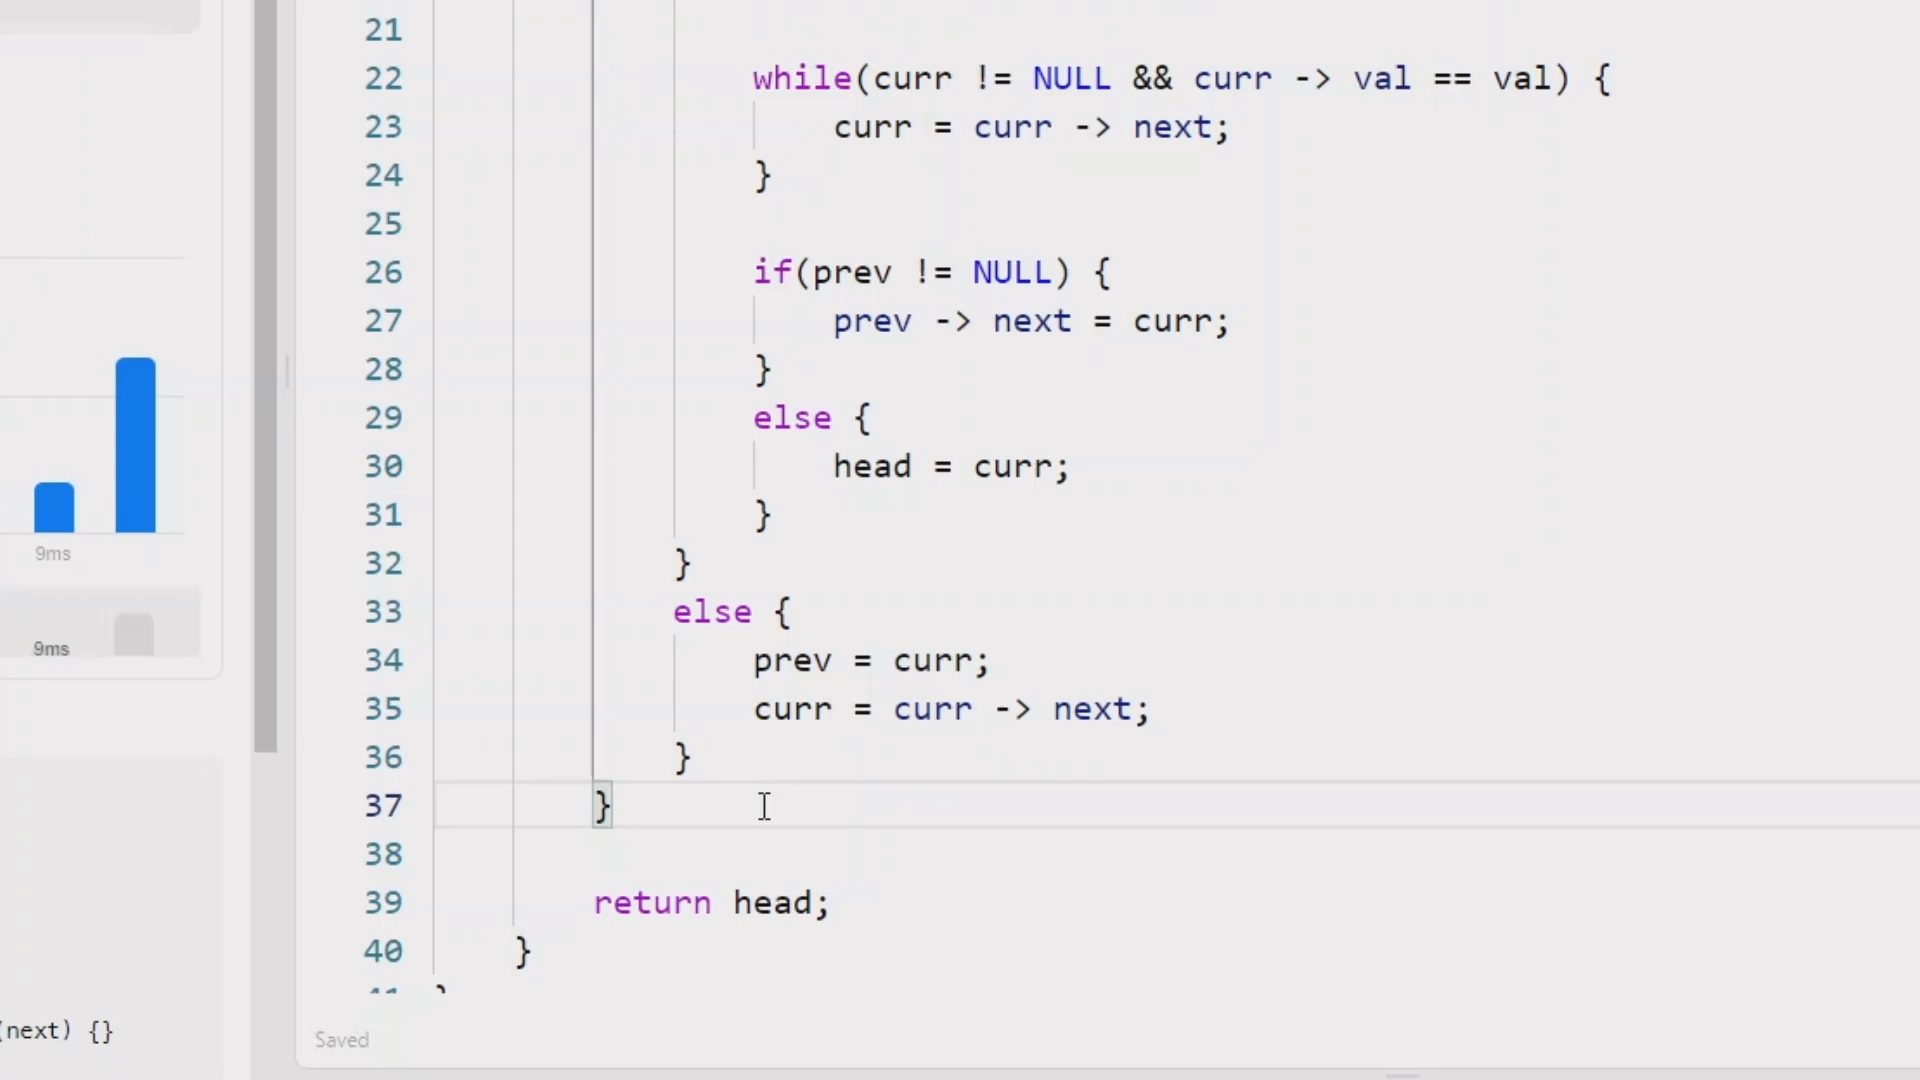 21
22 while(curr != NULL && curr -> val == val) {
23 curr = curr -> next;
24 }
25
26 if(prev != NULL) {
27 prev -> next = curr;
28 }
29 else {
30 head = curr;
31 }
32 }
33 else {
34 prev = curr;
35 curr = curr -> next;
36 }
37 }
38
39 return head;
40 }
9ms
9ms
(next) {}
Saved